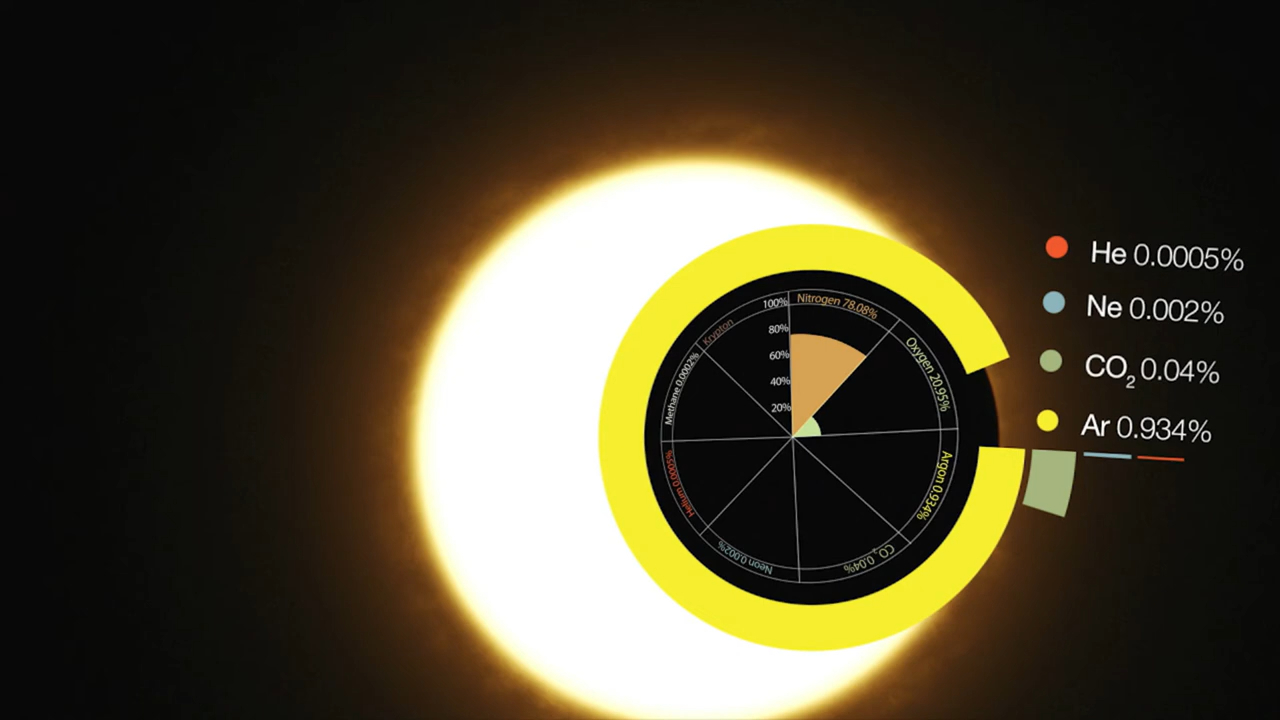 100%
80%
60%
40%
20%
Nitrogen 78.08%
Oxygen 20.95%
Argon 0.934%
CO2 0.04%
Neon 0.002%
Helium 0.0005%
Methane 0.0002%
Krypton
He 0.0005%
Ne 0.002%
CO2 0.04%
Ar 0.934%